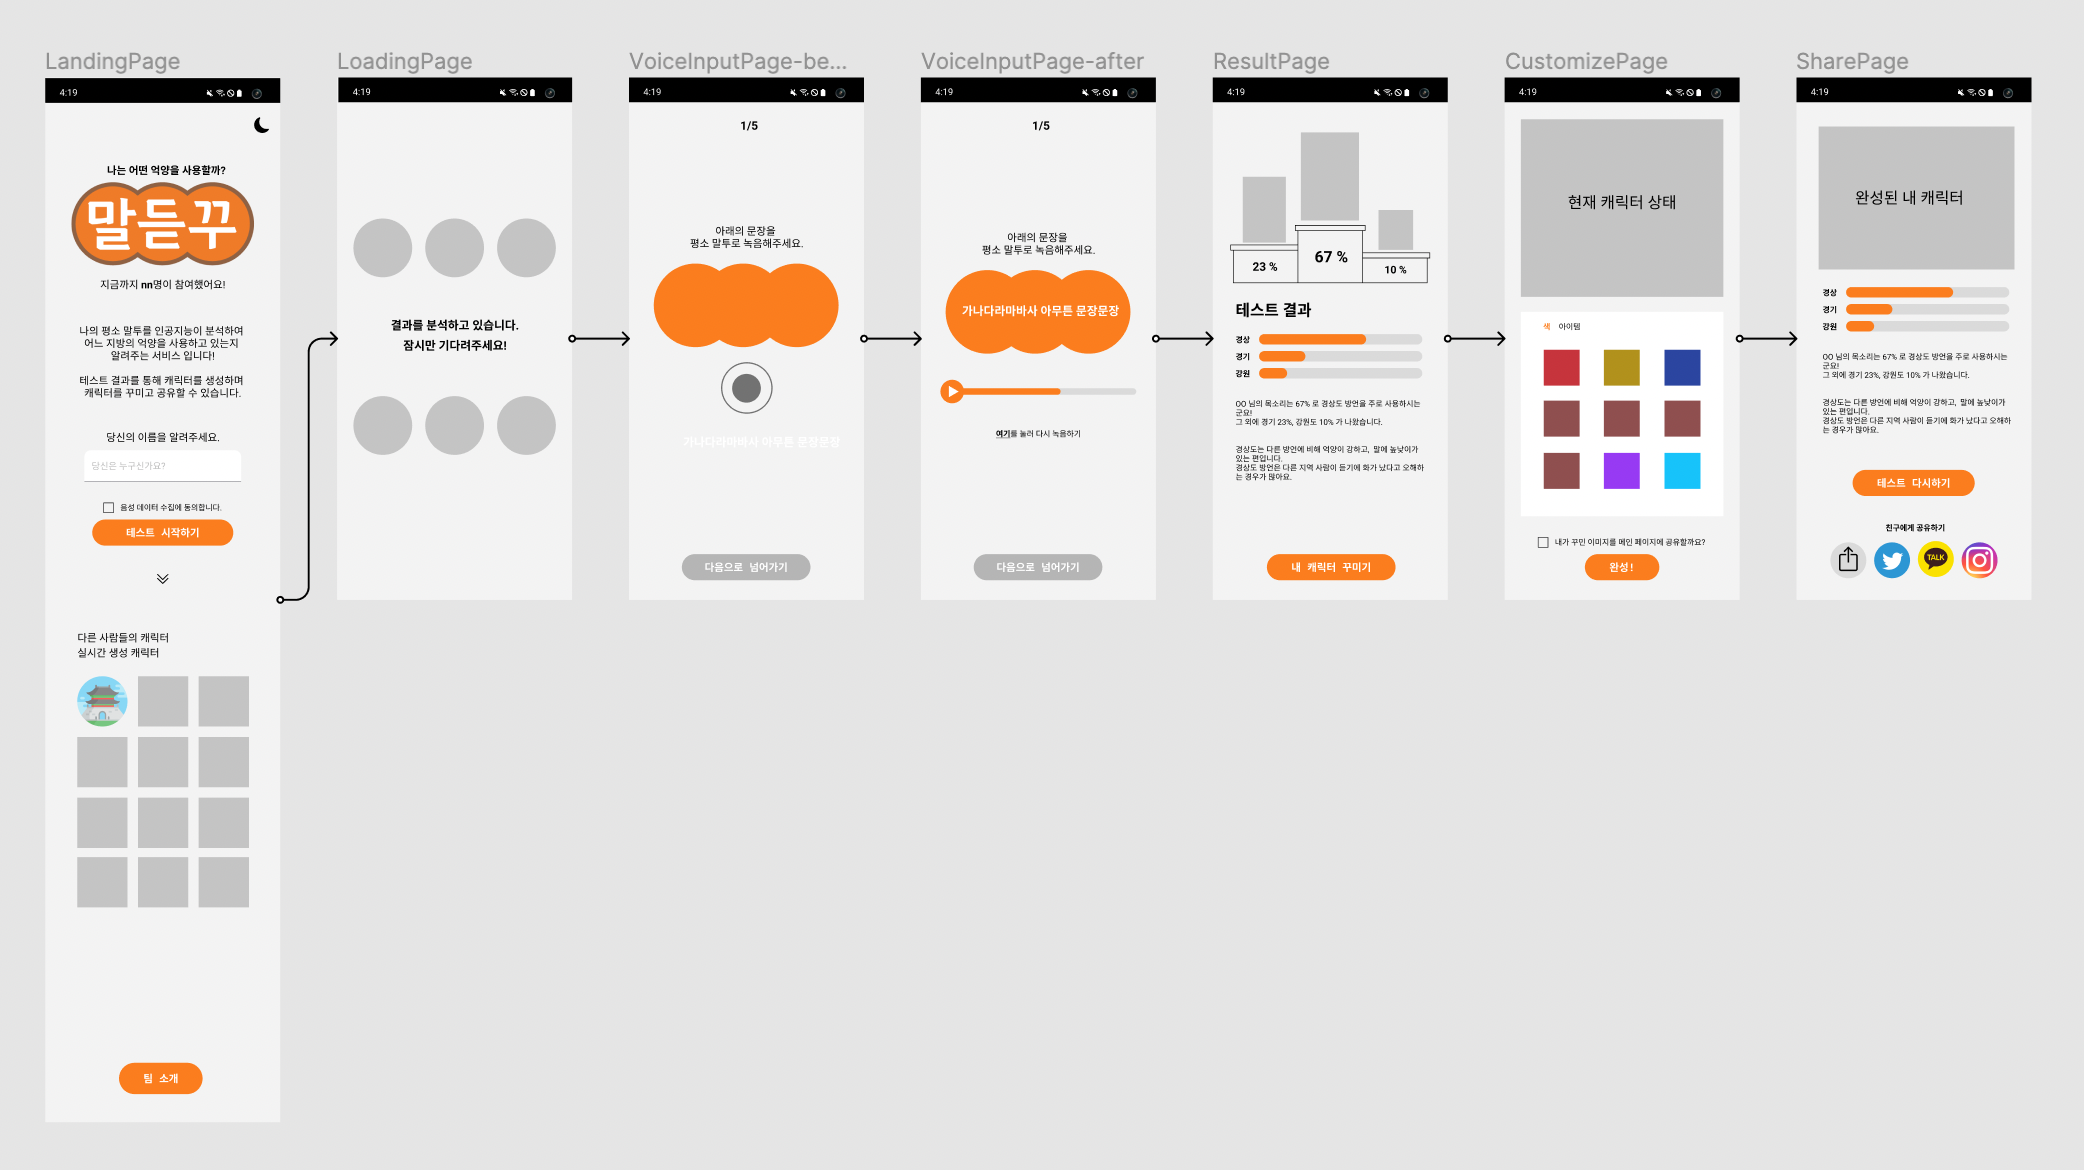 LandingPage
4:19
나는 어떤 억양을 사용할까?
말듣꾸
지금까지 nn명이 참여했어요!
나의 평소 말투를 인공지능이 분석하여
어느 지방의 억양을 사용하고 있는지
알려주는 서비스 입니다!
테스트 결과를 통해 캐릭터를 생성하며
캐릭터를 꾸미고 공유할 수 있습니다.
당신의 이름을 알려주세요.
당신은 누구신가요?
음성 데이터 수집에 동의합니다.
테스트 시작하기
다른 사람들의 캐릭터
실시간 생성 캐릭터
팀 소개
LoadingPage
4:19
결과를 분석하고 있습니다.
잠시만 기다려주세요!
VoiceInputPage-be...
4:19
1/5
아래의 문장을
평소 말투로 녹음해주세요.
가나다라마바사 아무튼 문장문장
다음으로 넘어가기
VoiceInputPage-after
4:19
1/5
아래의 문장을
평소 말투로 녹음해주세요.
가나다라마바사 아무튼 문장문장
여기를 눌러 다시 녹음하기
다음으로 넘어가기
ResultPage
4:19
23 %
67 %
10 %
테스트 결과
경상
경기
강원
OO 님의 목소리는 67% 로 경상도 방언을 주로 사용하시는
군요!
그 외에 경기 23%, 강원도 10% 가 나왔습니다.
경상도는 다른 방언에 비해 억양이 강하고, 말에 높낮이가
있는 편입니다.
경상도 방언은 다른 지역 사람이 듣기에 화가 났다고 오해하
는 경우가 많아요.
내 캐릭터 꾸미기
CustomizePage
4:19
현재 캐릭터 상태
색 아이템
내가 꾸민 이미지를 메인 페이지에 공유할까요?
완성!
SharePage
4:19
완성된 내 캐릭터
경상
경기
강원
OO 님의 목소리는 67% 로 경상도 방언을 주로 사용하시는
군요!
그 외에 경기 23%, 강원도 10% 가 나왔습니다.
경상도는 다른 방언에 비해 억양이 강하고, 말에 높낮이가
있는 편입니다.
경상도 방언은 다른 지역 사람이 듣기에 화가 났다고 오해하
는 경우가 많아요.
테스트 다시하기
친구에게 공유하기
TALK